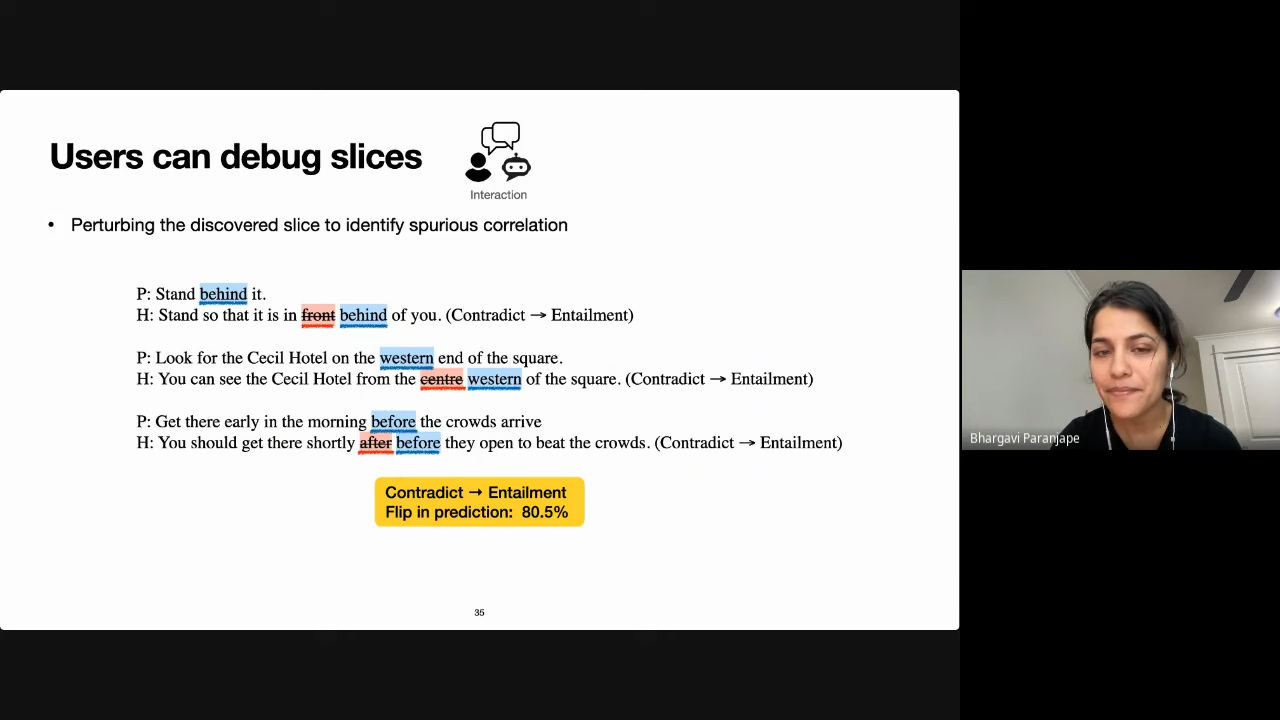 Users can debug slices
Interaction
• Perturbing the discovered slice to identify spurious correlation
P: Stand behind it.
H: Stand so that it is in front behind of you. (Contradict → Entailment)
P: Look for the Cecil Hotel on the western end of the square.
H: You can see the Cecil Hotel from the centre western of the square. (Contradict → Entailment)
P: Get there early in the morning before the crowds arrive
H: You should get there shortly after before they open to beat the crowds. (Contradict → Entailment)
Contradict → Entailment
Flip in prediction: 80.5%
35
Bhargavi Paranjape